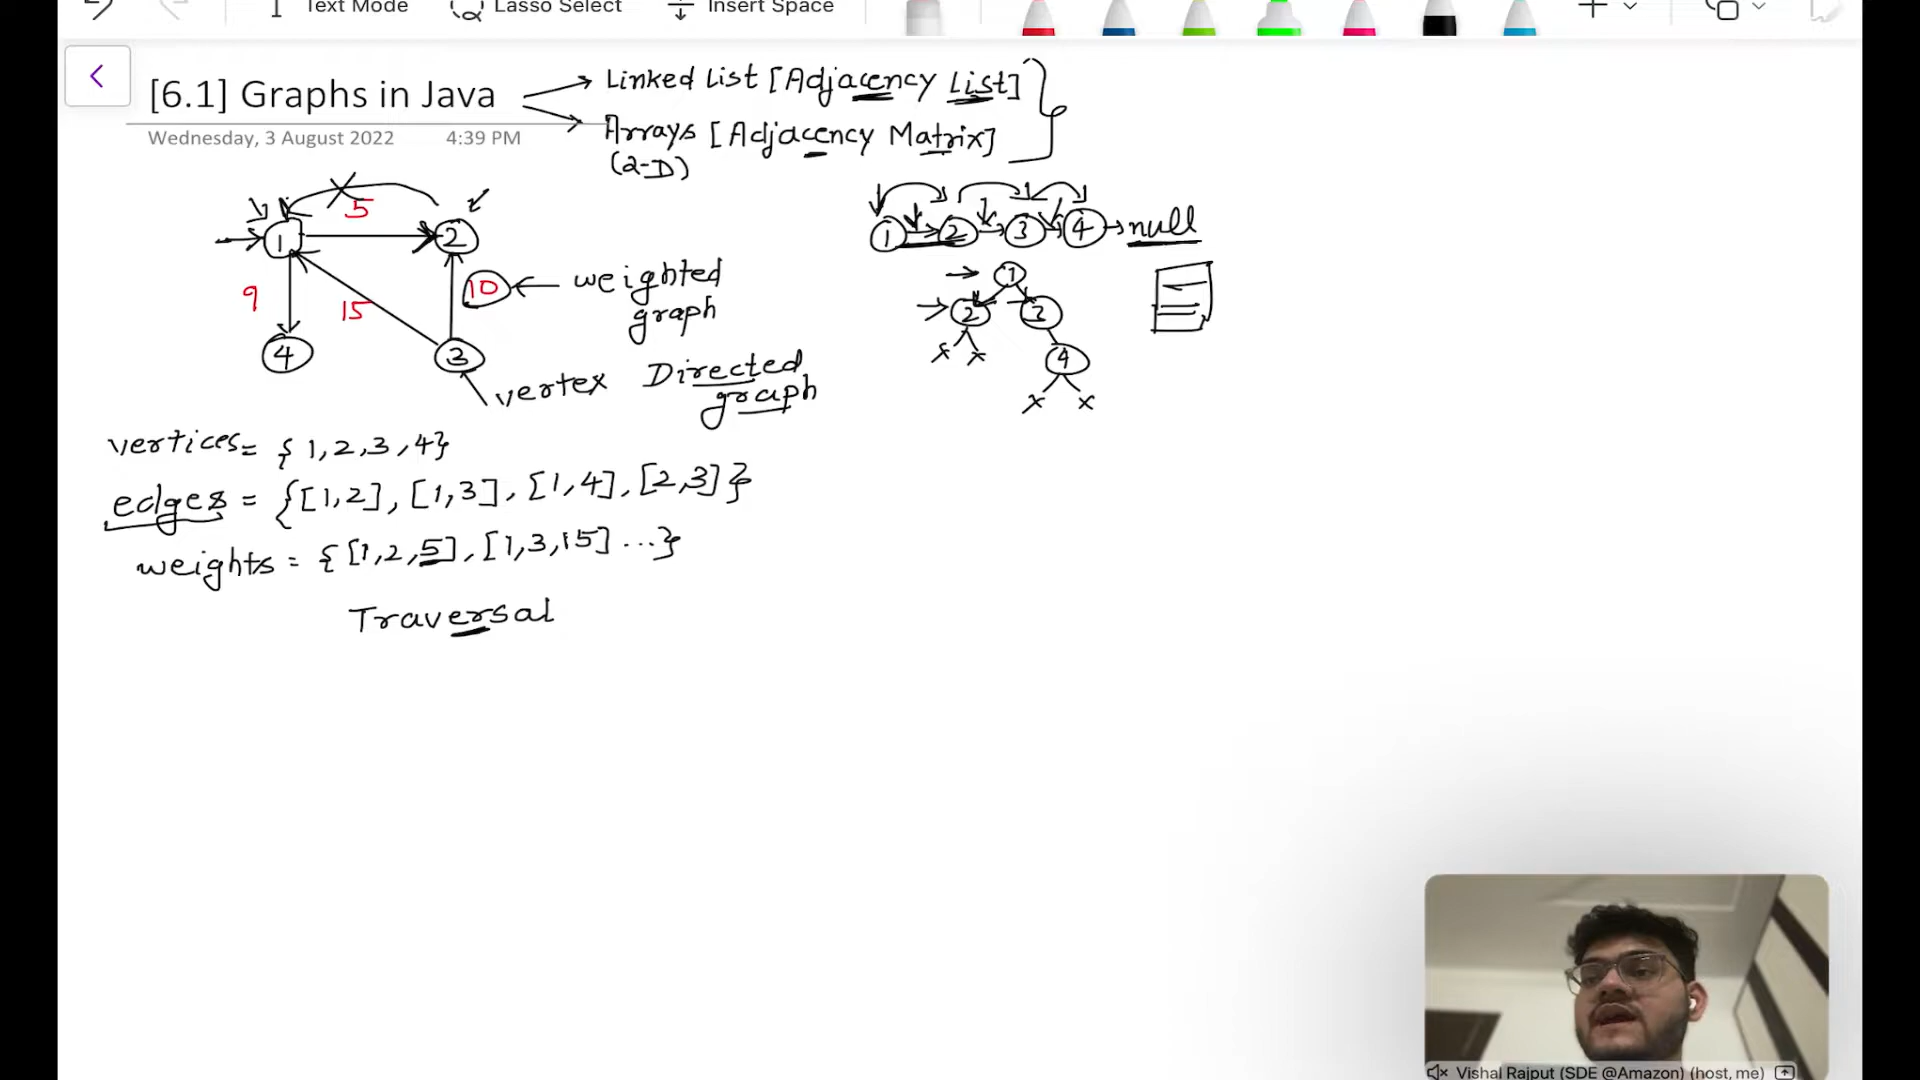 Text Mode
Lasso Select
Insert Space
[6.1] Graphs in Java
Wednesday, 3 August 2022 4:39 PM
Linked List [Adjacency List]
Arrays [Adjacency Matrix]
(2-D)
5
1
2
9
15
10
weighted
graph
4
3
vertex
Directed
graph
1 2 3 4 null
1
2 3
x x 4
x x
vertices = { 1,2,3,4}
edges = {[1,2], [1,3], [1,4], [2,3]}
weights = { [1,2,5], [1,3,15] ...}
Traversal
Vishal Rajput (SDE @Amazon) (host, me)